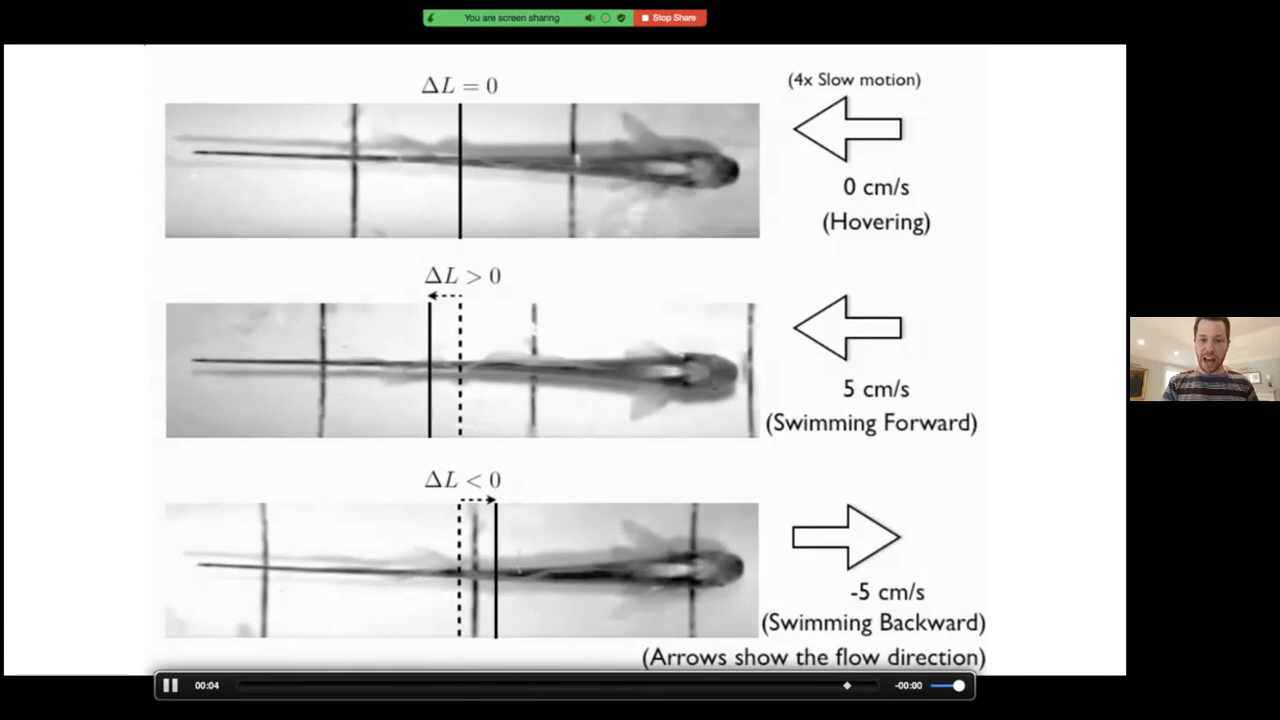 You are screen sharing
Stop Share
ΔL = 0
(4x Slow motion)
0 cm/s
(Hovering)
ΔL > 0
5 cm/s
(Swimming Forward)
ΔL < 0
-5 cm/s
(Swimming Backward)
(Arrows show the flow direction)
00:04
-00:00